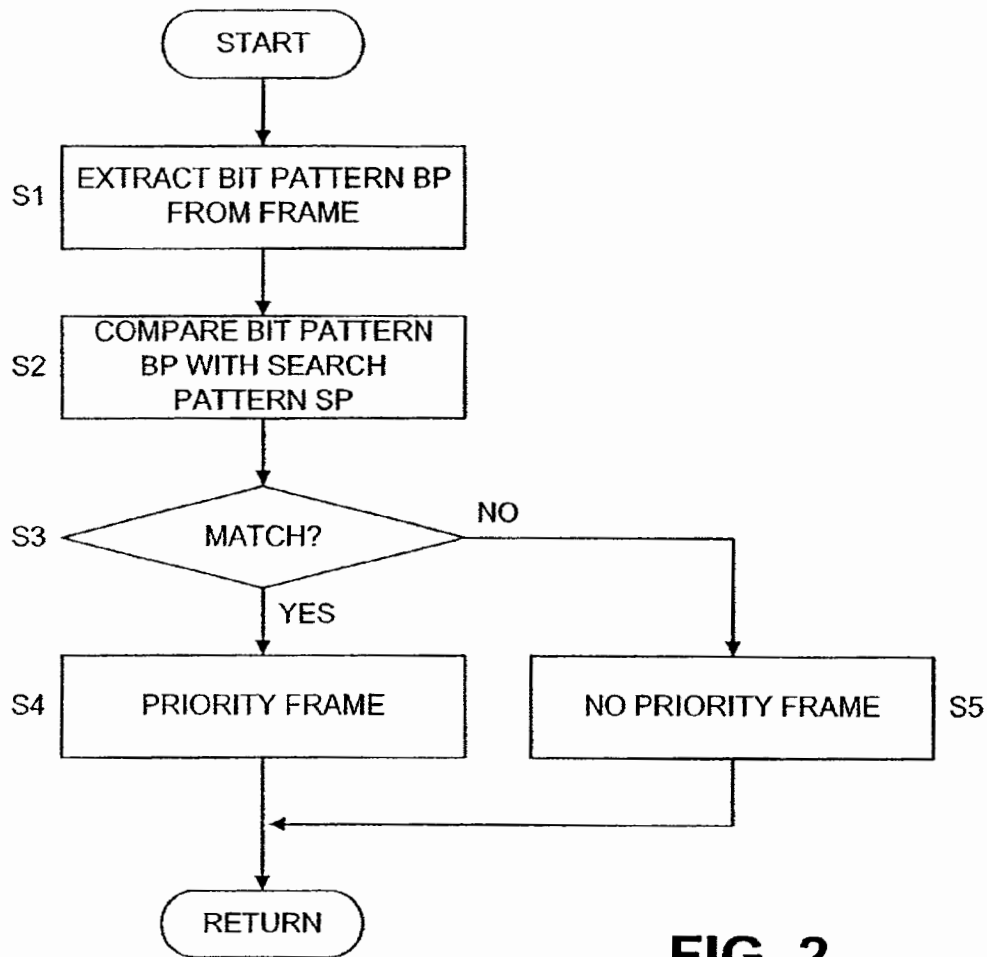 START
S1
EXTRACT BIT PATTERN BP
FROM FRAME
S2
COMPARE BIT PATTERN
BP WITH SEARCH
PATTERN SP
S3
MATCH?
NO
YES
S4
PRIORITY FRAME
NO PRIORITY FRAME
S5
RETURN
FIG. 2